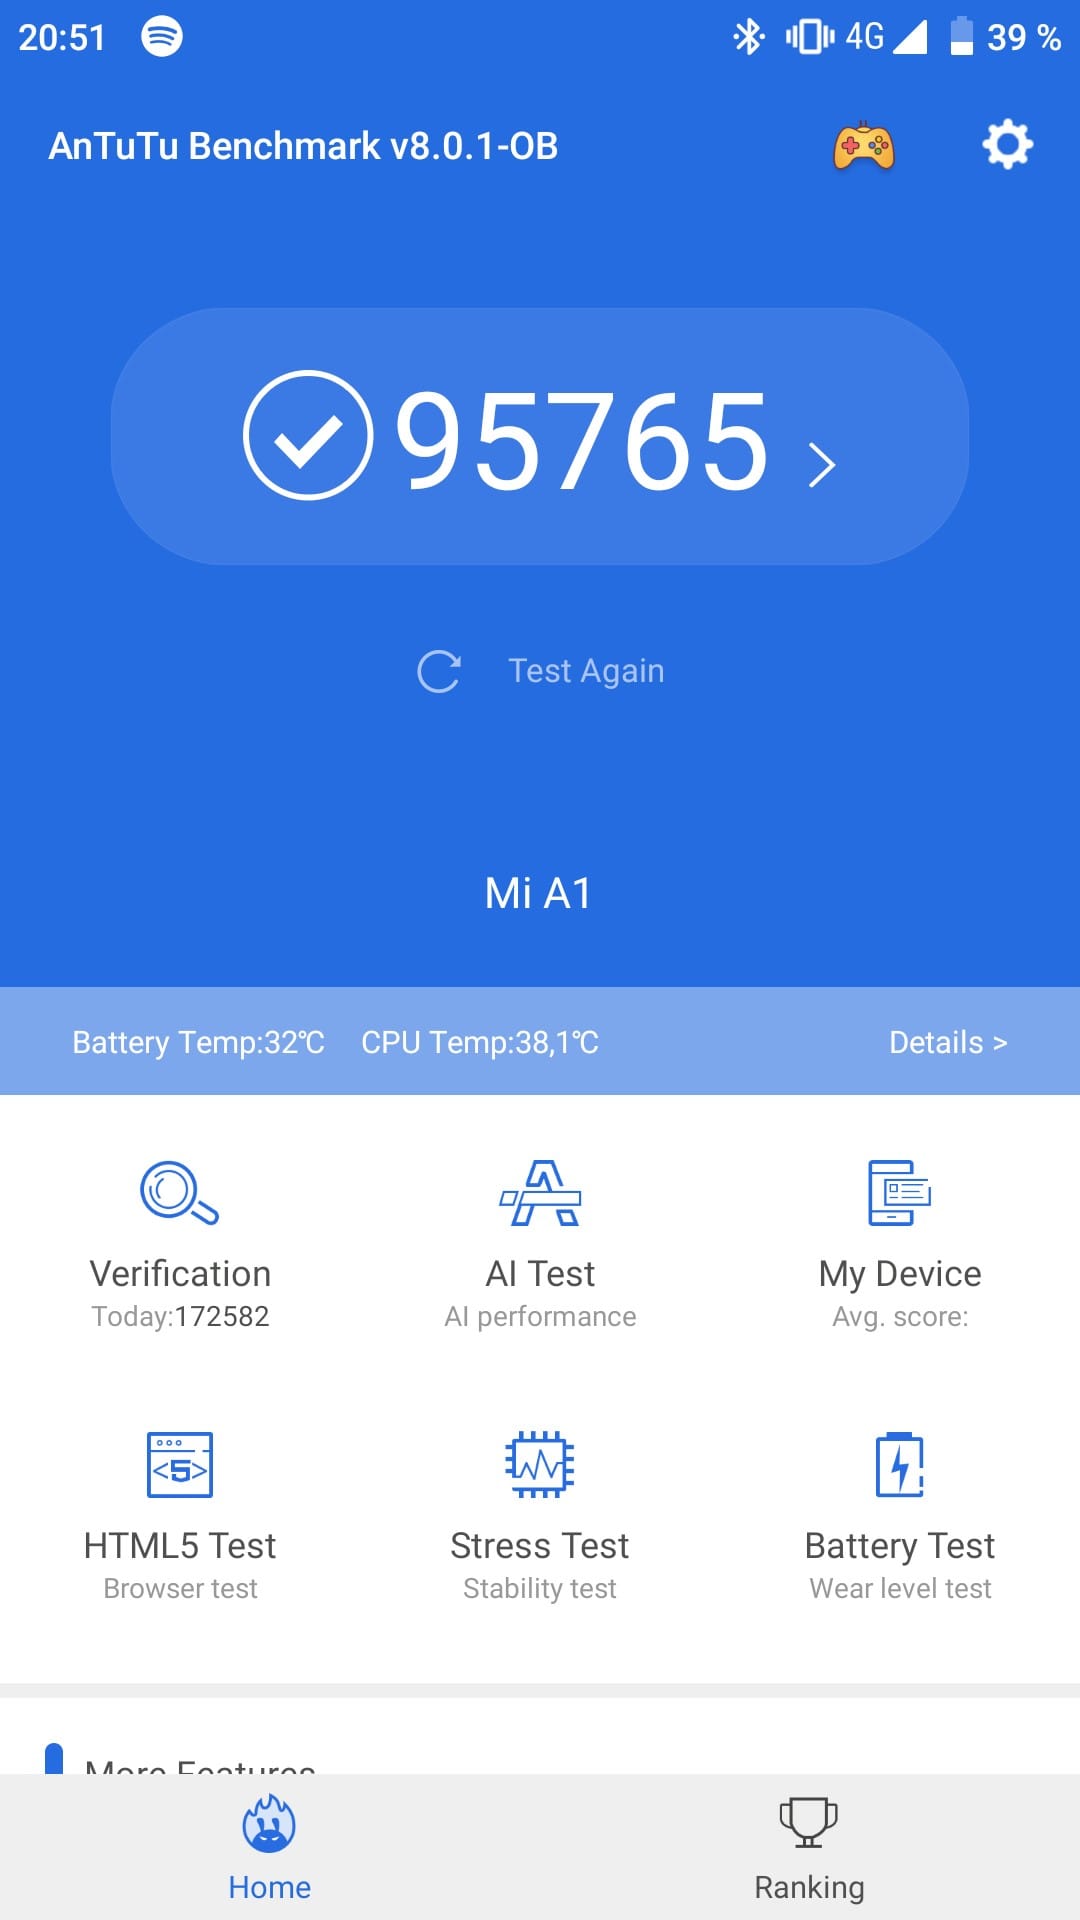 20:51 4G 39 %
AnTuTu Benchmark v8.0.1-OB
95765 >
Test Again
Mi A1
Battery Temp:32℃ CPU Temp:38,1℃ Details >
Verification AI Test My Device
Today:172582 AI performance Avg. score:
<5>
HTML5 Test Stress Test Battery Test
Browser test Stability test Wear level test
More Features
Home Ranking